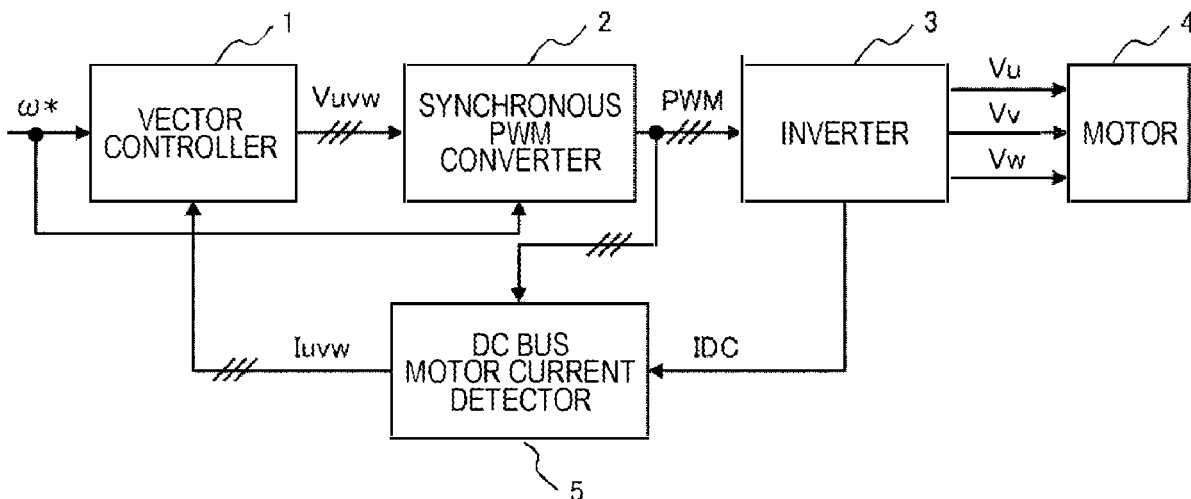 1
2
3
4
ω*
VECTOR
CONTROLLER
Vuvw
SYNCHRONOUS
PWM
CONVERTER
PWM
INVERTER
Vu
Vv
Vw
MOTOR
Iuvw
DC BUS
MOTOR CURRENT
DETECTOR
IDC
5